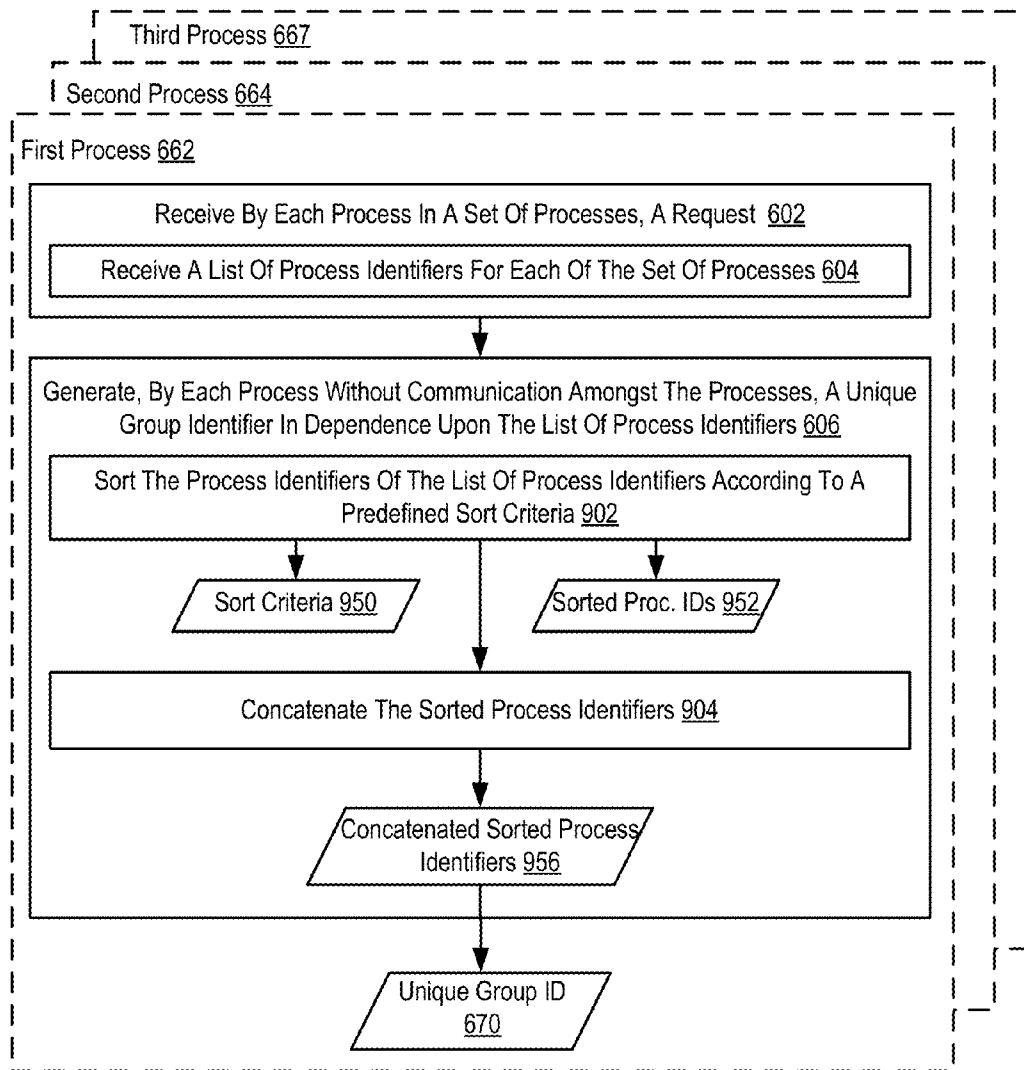 Third Process 667
Second Process 664
First Process 662
Receive By Each Process In A Set Of Processes, A Request 602
Receive A List Of Process Identifiers For Each Of The Set Of Processes 604
Generate, By Each Process Without Communication Amongst The Processes, A Unique
Group Identifier In Dependence Upon The List Of Process Identifiers 606
Sort The Process Identifiers Of The List Of Process Identifiers According To A
Predefined Sort Criteria 902
Sort Criteria 950
Sorted Proc. IDs 952
Concatenate The Sorted Process Identifiers 904
Concatenated Sorted Process
Identifiers 956
Unique Group ID
670